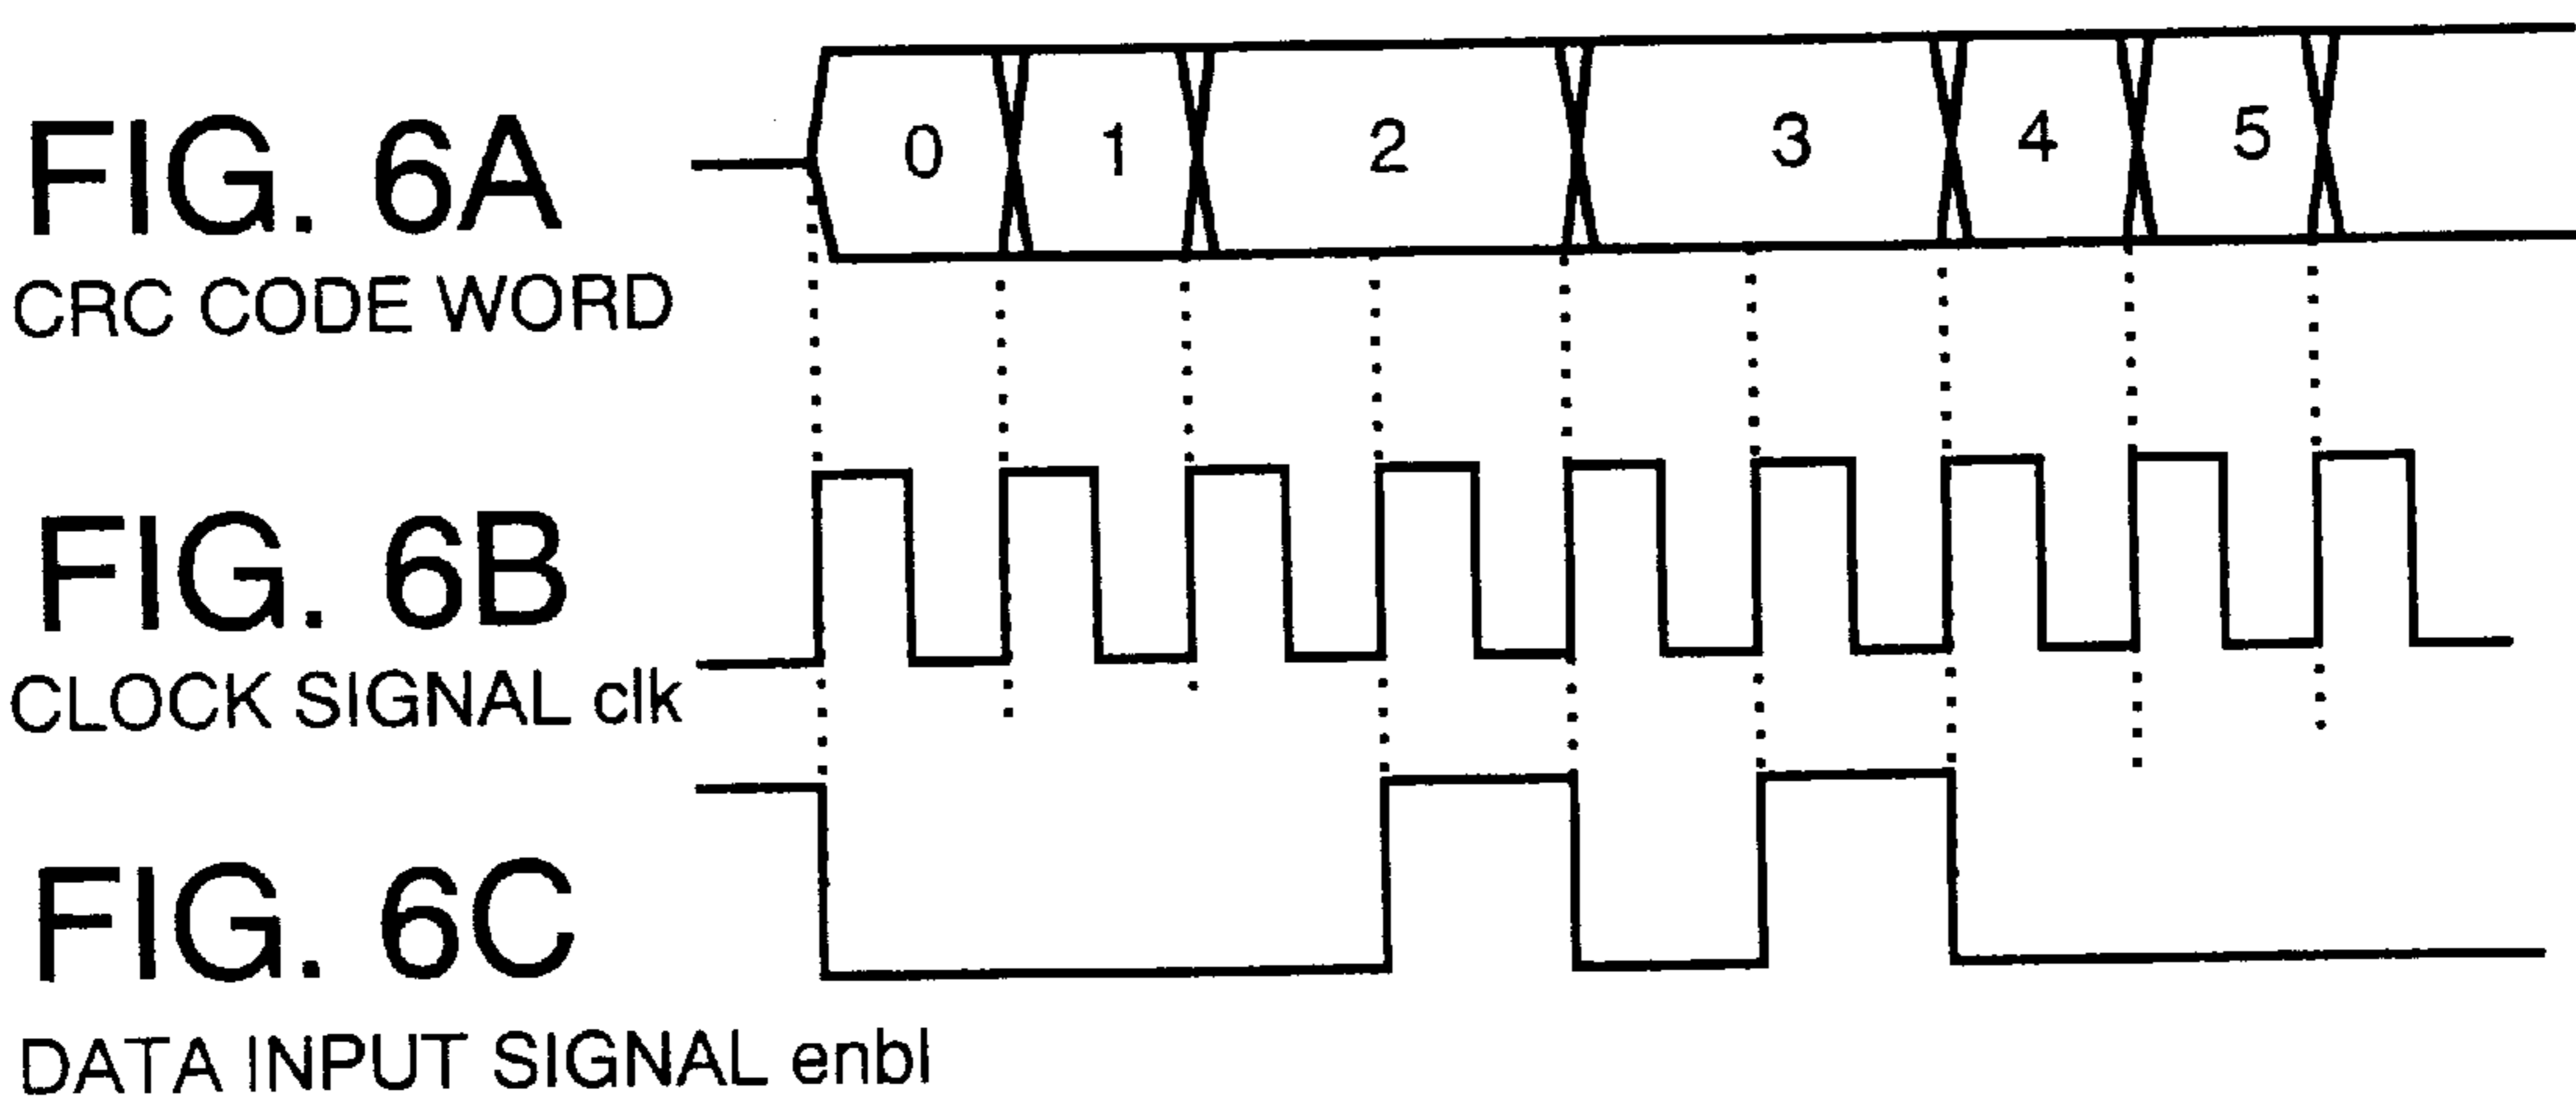 FIG. 6A
CRC CODE WORD
0 1 2 3 4 5
FIG. 6B
CLOCK SIGNAL clk
FIG. 6C
DATA INPUT SIGNAL enbl